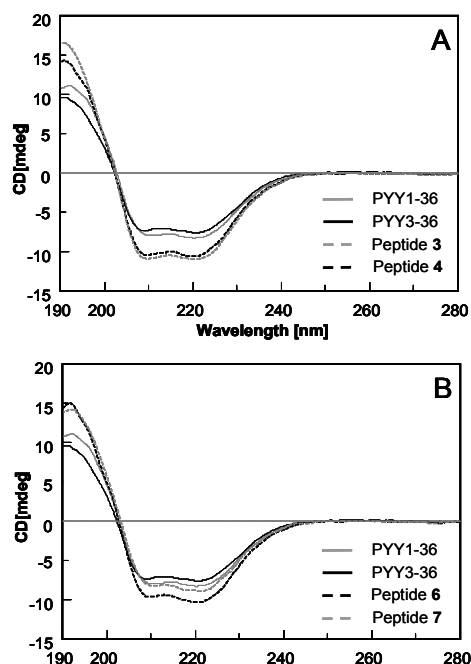 A
20
15
10
5
0
-5
-10
-15
CD[mdeg]
PYY1-36
PYY3-36
Peptide 3
Peptide 4
190 200 220 240 260 280
Wavelength [nm]
B
20
15
10
5
0
-5
-10
-15
CD[mdeg]
PYY1-36
PYY3-36
Peptide 6
Peptide 7
190 200 220 240 260 280